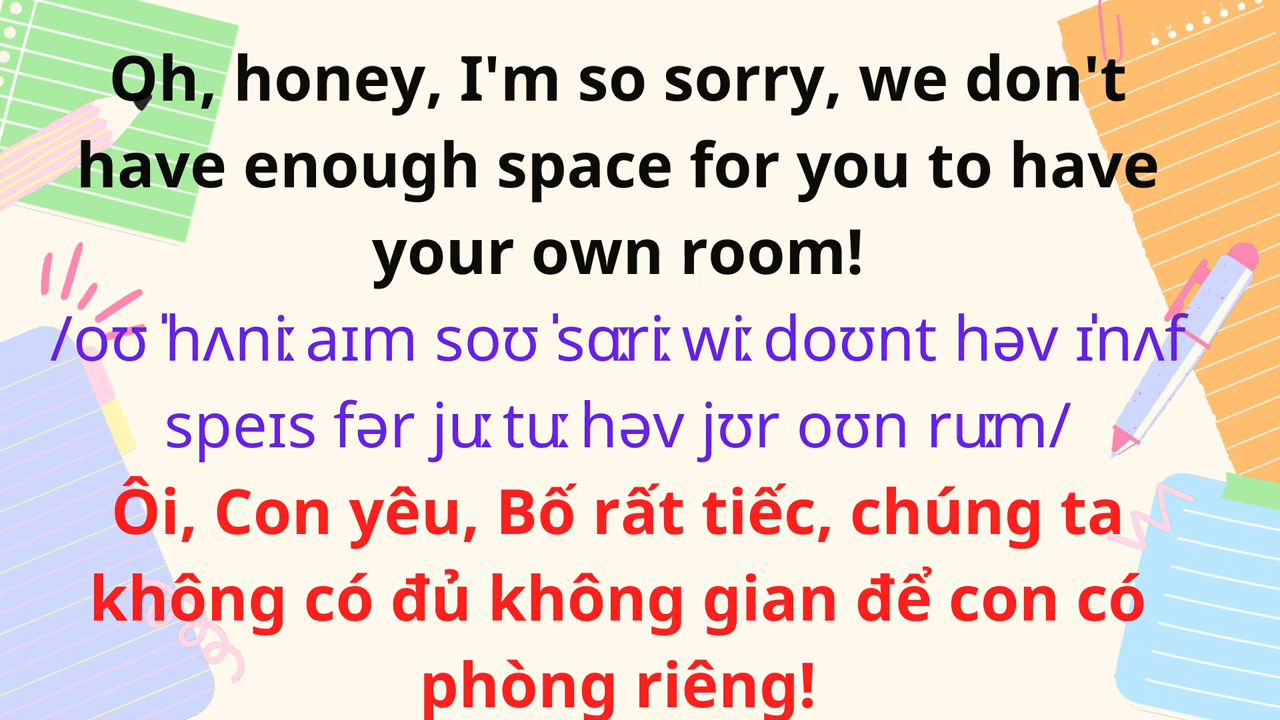 Oh, honey, I'm so sorry, we don't
have enough space for you to have
your own room!
/oʊ ˈhʌniː aɪm soʊ ˈsɑːriː wiː doʊnt həv ɪˈnʌf
speɪs fər juː tuː həv jʊr oʊn ruːm/
Ôi, Con yêu, Bố rất tiếc, chúng ta
không có đủ không gian để con có
phòng riêng!